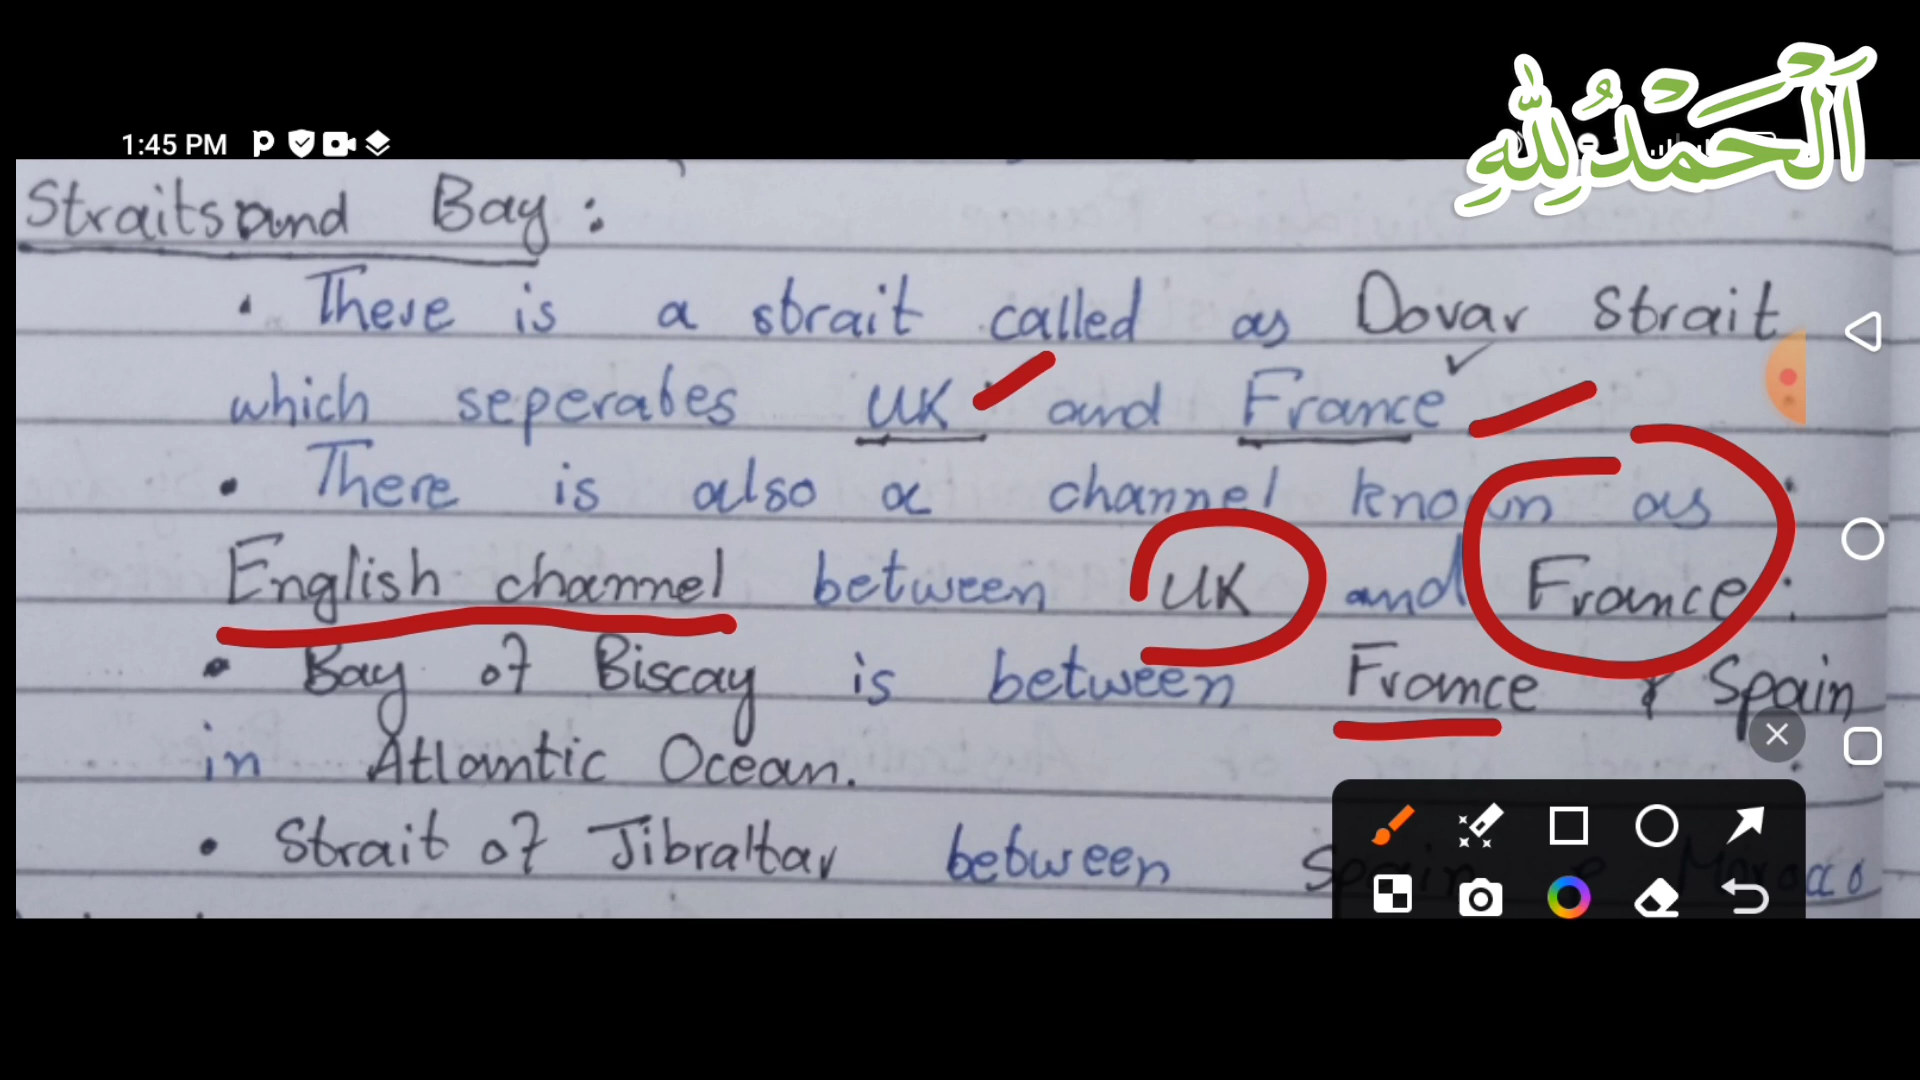 1:45 PM
اَلْحَمْدُ لِلّٰهِ
Straits and Bay :
• There is a strait called as Dovar Strait
which seperates UK and France
• There is also a channel known as
English channel between UK and France :
• Bay of Biscay is between France & Spain
in Atlantic Ocean.
• Strait of Jibraltar between Spain & Moroco